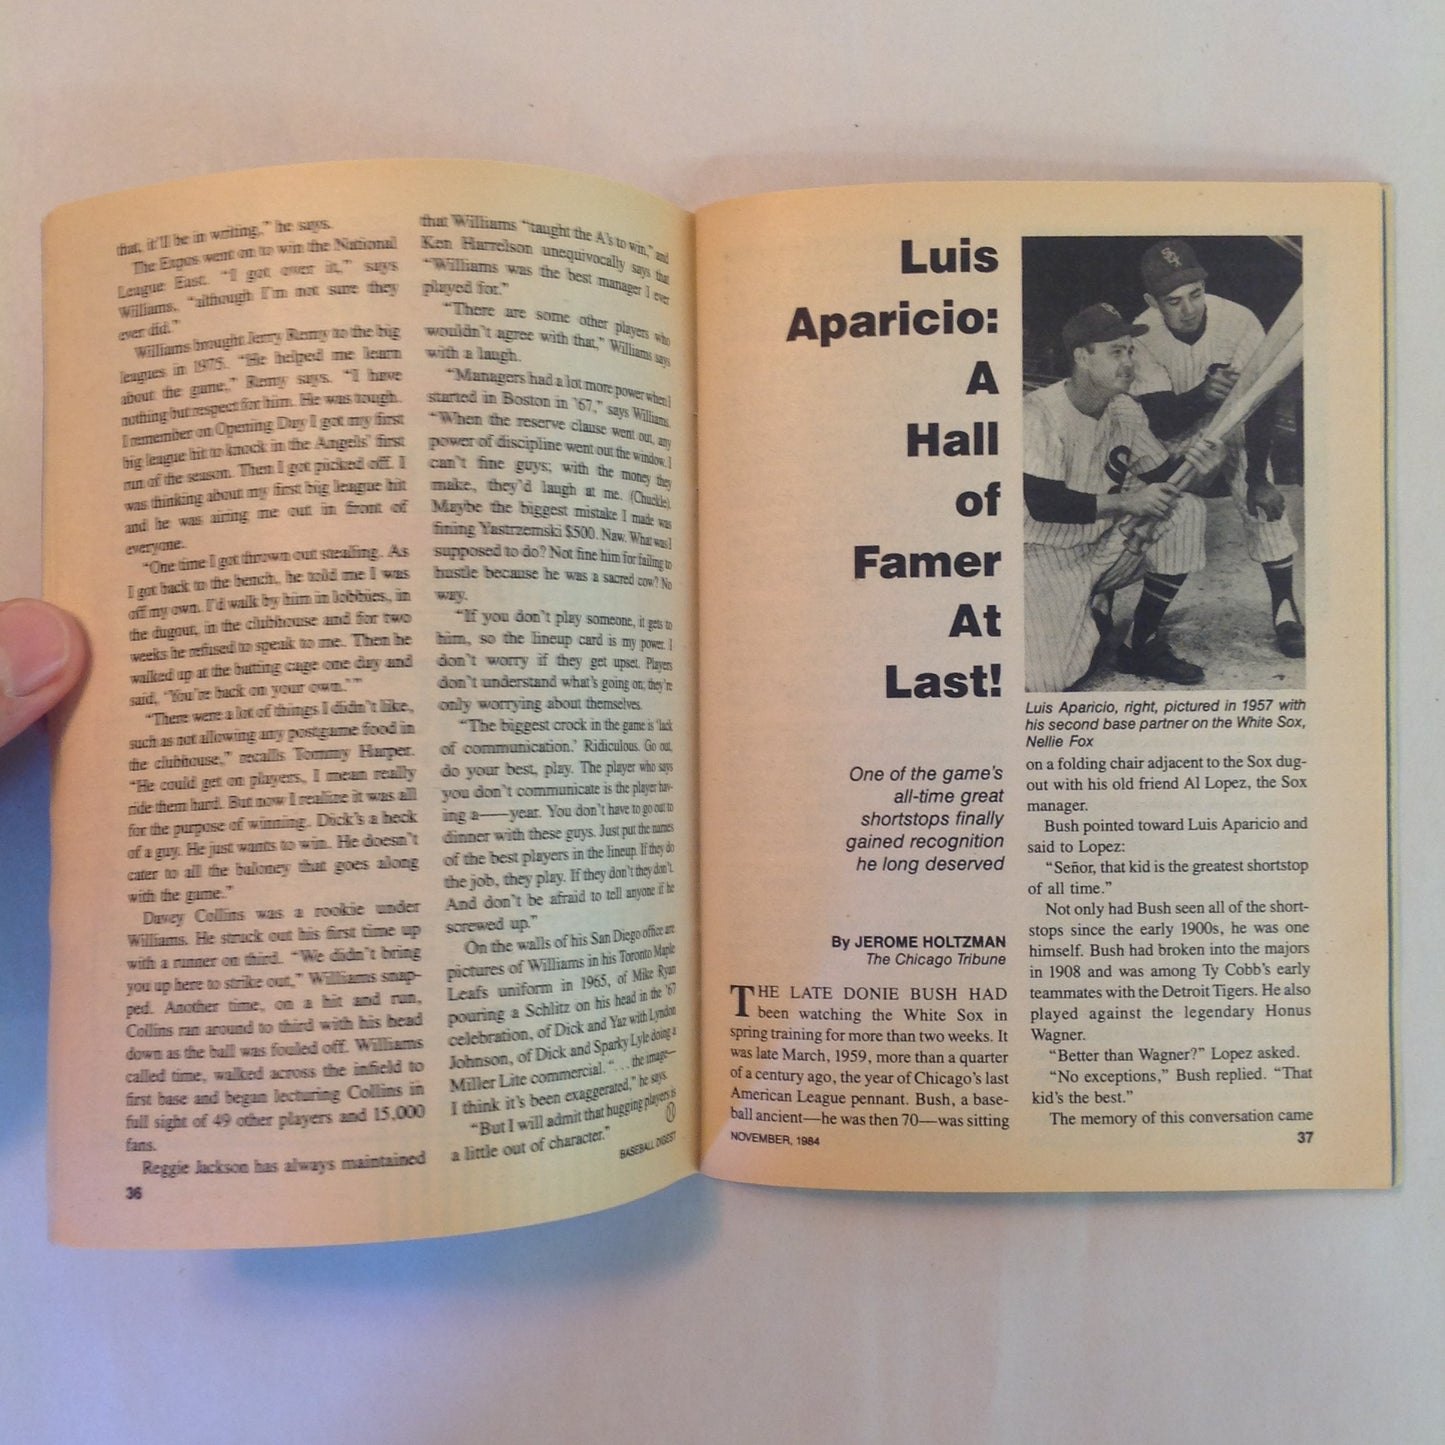 that, it'll be in writing," he says.
The Expos went on to win the National
League East. "I got over it," says
Williams, "although I'm not sure they
ever did."
Williams brought Jerry Remy to the big
leagues in 1975. "He helped me learn
about the game," Remy says. "I have
nothing but respect for him. He was tough.
I remember on Opening Day I got my first
big league hit to knock in the Angels' first
run of the season. Then I got picked off. I
was thinking about my first big league hit
and he was airing me out in front of
everyone.
"One time I got thrown out stealing. As
I got back to the bench, he told me I was
off my own. I'd walk by him in lobbies, in
the dugout, in the clubhouse and for two
weeks he refused to speak to me. Then he
walked up at the batting cage one day and
said, 'You're back on your own.'"
"There were a lot of things I didn't like,
such as not allowing any postgame food in
the clubhouse," recalls Tommy Harper.
"He could get on players, I mean really
ride them hard. But now I realize it was all
for the purpose of winning. Dick's a heck
of a guy. He just wants to win. He doesn't
cater to all the baloney that goes along
with the game."
Davey Collins was a rookie under
Williams. He struck out his first time up
with a runner on third. "We didn't bring
you up here to strike out," Williams snap-
ped. Another time, on a hit and run,
Collins ran around to third with his head
down as the ball was fouled off. Williams
called time, walked across the infield to
first base and began lecturing Collins in
full sight of 49 other players and 15,000
fans.
Reggie Jackson has always maintained
36
that Williams "taught the A's to win," and
Ken Harrelson unequivocally says that
"Williams was the best manager I ever
played for."
"There are some other players who
wouldn't agree with that," Williams says
with a laugh.
"Managers had a lot more power when I
started in Boston in '67," says Williams.
"When the reserve clause went out, any
power of discipline went out the window. I
can't fine guys; with the money they
make, they'd laugh at me. (Chuckle).
Maybe the biggest mistake I made was
fining Yastrzemski $500. Naw. What was I
supposed to do? Not fine him for failing to
hustle because he was a sacred cow? No
way.
"If you don't play someone, it gets to
him, so the lineup card is my power. I
don't worry if they get upset. Players
don't understand what's going on; they're
only worrying about themselves.
"The biggest crock in the game is 'lack
of communication.' Ridiculous. Go out,
do your best, play. The player who says
you don't communicate is the player hav-
ing a——year. You don't have to go out to
dinner with these guys. Just put the names
of the best players in the lineup. If they do
the job, they play. If they don't they don't.
And don't be afraid to tell anyone if he
screwed up."
On the walls of his San Diego office are
pictures of Williams in his Toronto Maple
Leafs uniform in 1965, of Mike Ryan
pouring a Schlitz on his head in the '67
celebration, of Dick and Yaz with Lyndon
Johnson, of Dick and Sparky Lyle doing a
Miller Lite commercial. "...the image—
I think it's been exaggerated," he says.
"But I will admit that hugging players is
a little out of character."
BASEBALL DIGEST
Luis
Aparicio:
A
Hall
of
Famer
At
Last!
One of the game's
all-time great
shortstops finally
gained recognition
he long deserved
By JEROME HOLTZMAN
The Chicago Tribune
THE LATE DONIE BUSH HAD
been watching the White Sox in
spring training for more than two weeks. It
was late March, 1959, more than a quarter
of a century ago, the year of Chicago's last
American League pennant. Bush, a base-
ball ancient—he was then 70—was sitting
NOVEMBER, 1984
Luis Aparicio, right, pictured in 1957 with
his second base partner on the White Sox,
Nellie Fox
on a folding chair adjacent to the Sox dug-
out with his old friend Al Lopez, the Sox
manager.
Bush pointed toward Luis Aparicio and
said to Lopez:
"Señor, that kid is the greatest shortstop
of all time."
Not only had Bush seen all of the short-
stops since the early 1900s, he was one
himself. Bush had broken into the majors
in 1908 and was among Ty Cobb's early
teammates with the Detroit Tigers. He also
played against the legendary Honus
Wagner.
"Better than Wagner?" Lopez asked.
"No exceptions," Bush replied. "That
kid's the best."
The memory of this conversation came
37